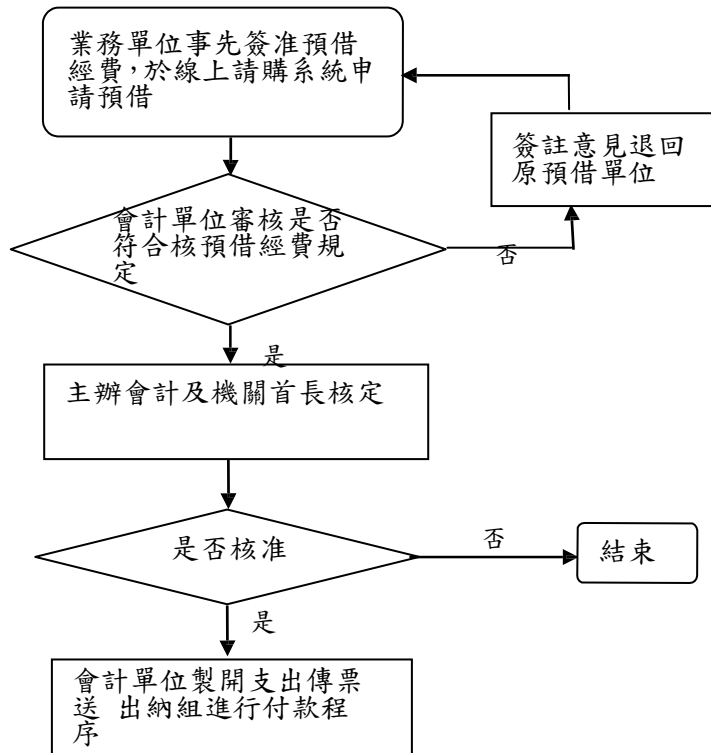 業務單位事先簽准預借
經費，於線上請購系統申
請預借
簽註意見退回
原預借單位
會計單位審核是否
符合核預借經費規
定
否
是
主辦會計及機關首長核定
是否核准
否
結束
是
會計單位製開支出傳票
送 出納組進行付款程
序